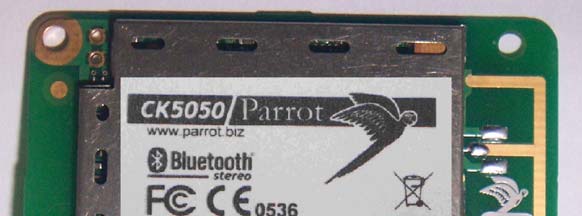 CK5050 Parrot
www.parrot.biz
Bluetooth
stereo
FC CE 0536